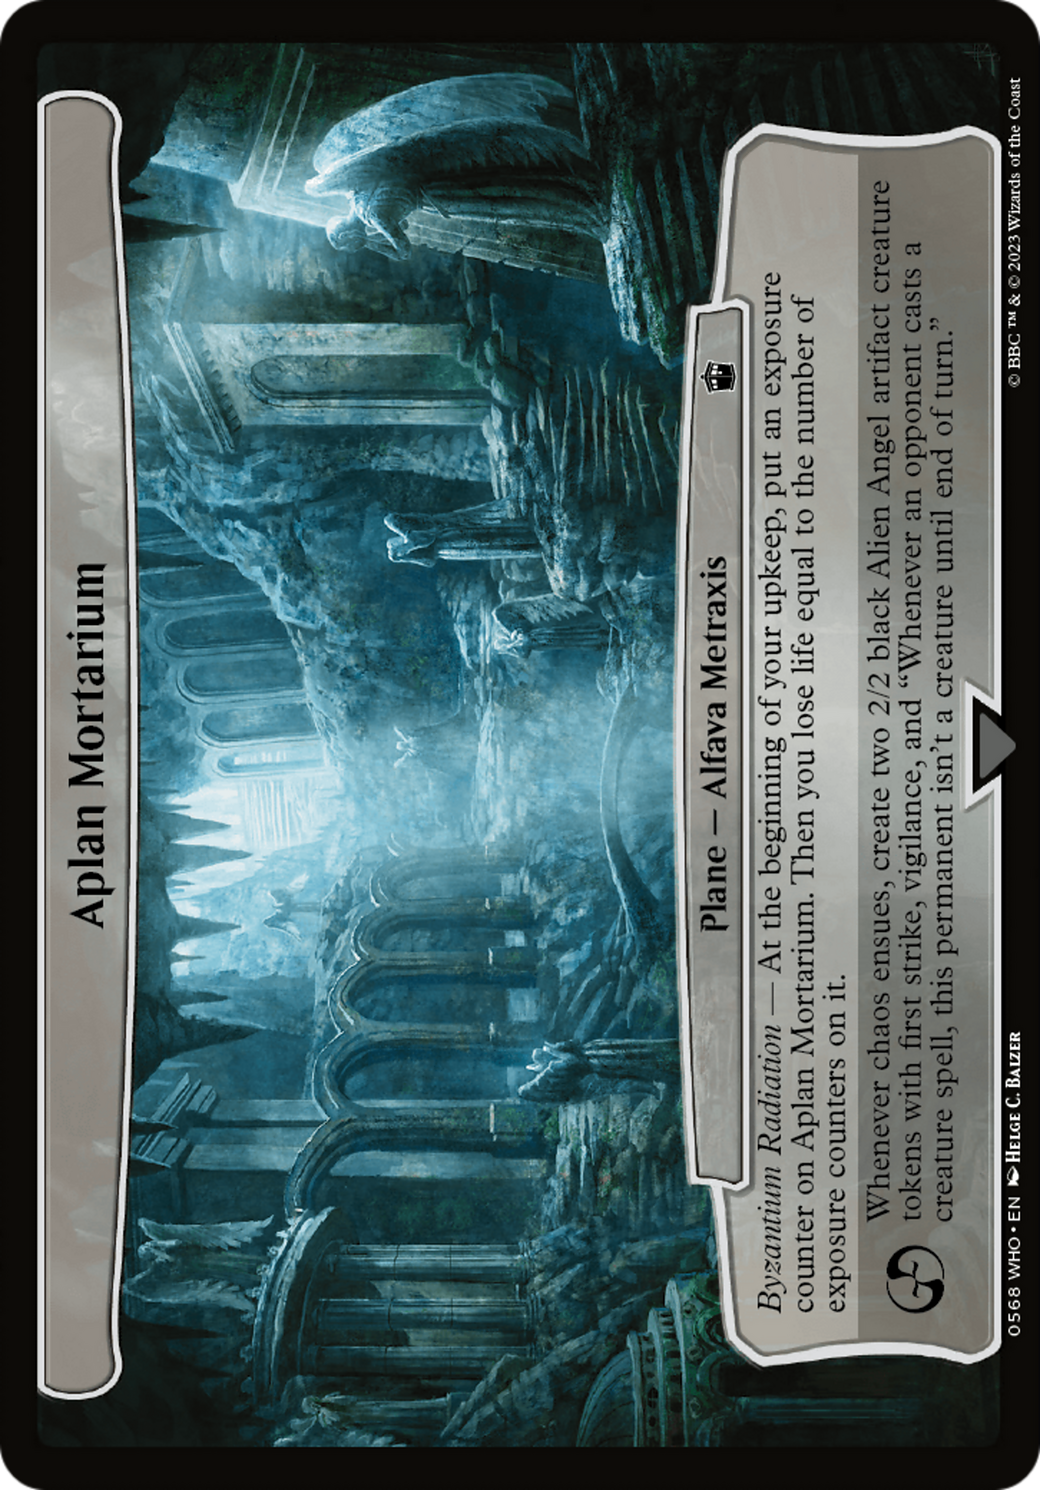 Aplan Mortarium
Plane — Alfava Metraxis
Byzantium Radiation — At the beginning of your upkeep, put an exposure
counter on Aplan Mortarium. Then you lose life equal to the number of
exposure counters on it.
Whenever chaos ensues, create two 2/2 black Alien Angel artifact creature
tokens with first strike, vigilance, and “Whenever an opponent casts a
creature spell, this permanent isn’t a creature until end of turn.”
0568 WHO • EN HELGE C. BALZER
© BBC ™ & © 2023 Wizards of the Coast